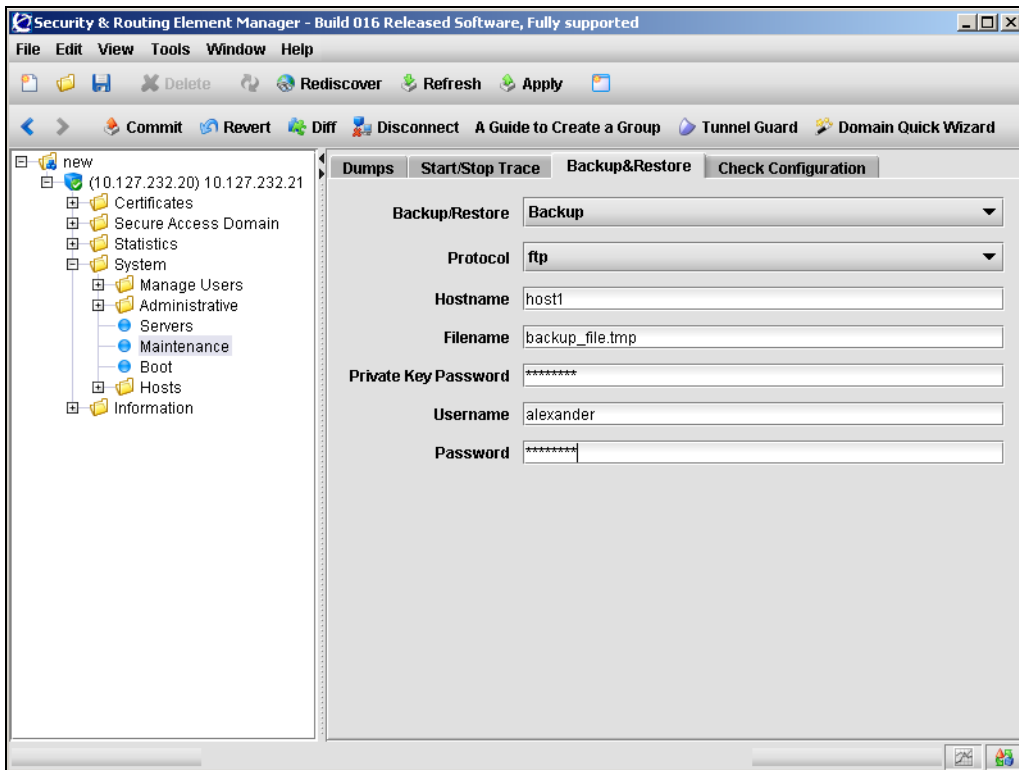 Security & Routing Element Manager - Build 016 Released Software, Fully supported
File Edit View Tools Window Help
Delete Rediscover Refresh Apply
Commit Revert Diff Disconnect A Guide to Create a Group Tunnel Guard Domain Quick Wizard
new
(10.127.232.20) 10.127.232.21
Certificates
Secure Access Domain
Statistics
System
Manage Users
Administrative
Servers
Maintenance
Boot
Hosts
Information
Dumps Start/Stop Trace Backup&Restore Check Configuration
Backup/Restore Backup
Protocol ftp
Hostname host1
Filename backup_file.tmp
Private Key Password ********
Username alexander
Password ********